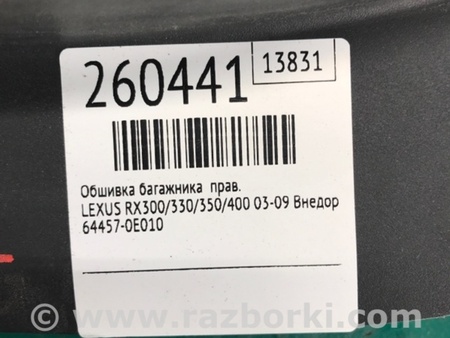 13831
260441
Обшивка багажника прав.
LEXUS RX300/330/350/400 03-09 Внедор
64457-0E010
© www.razborki.com